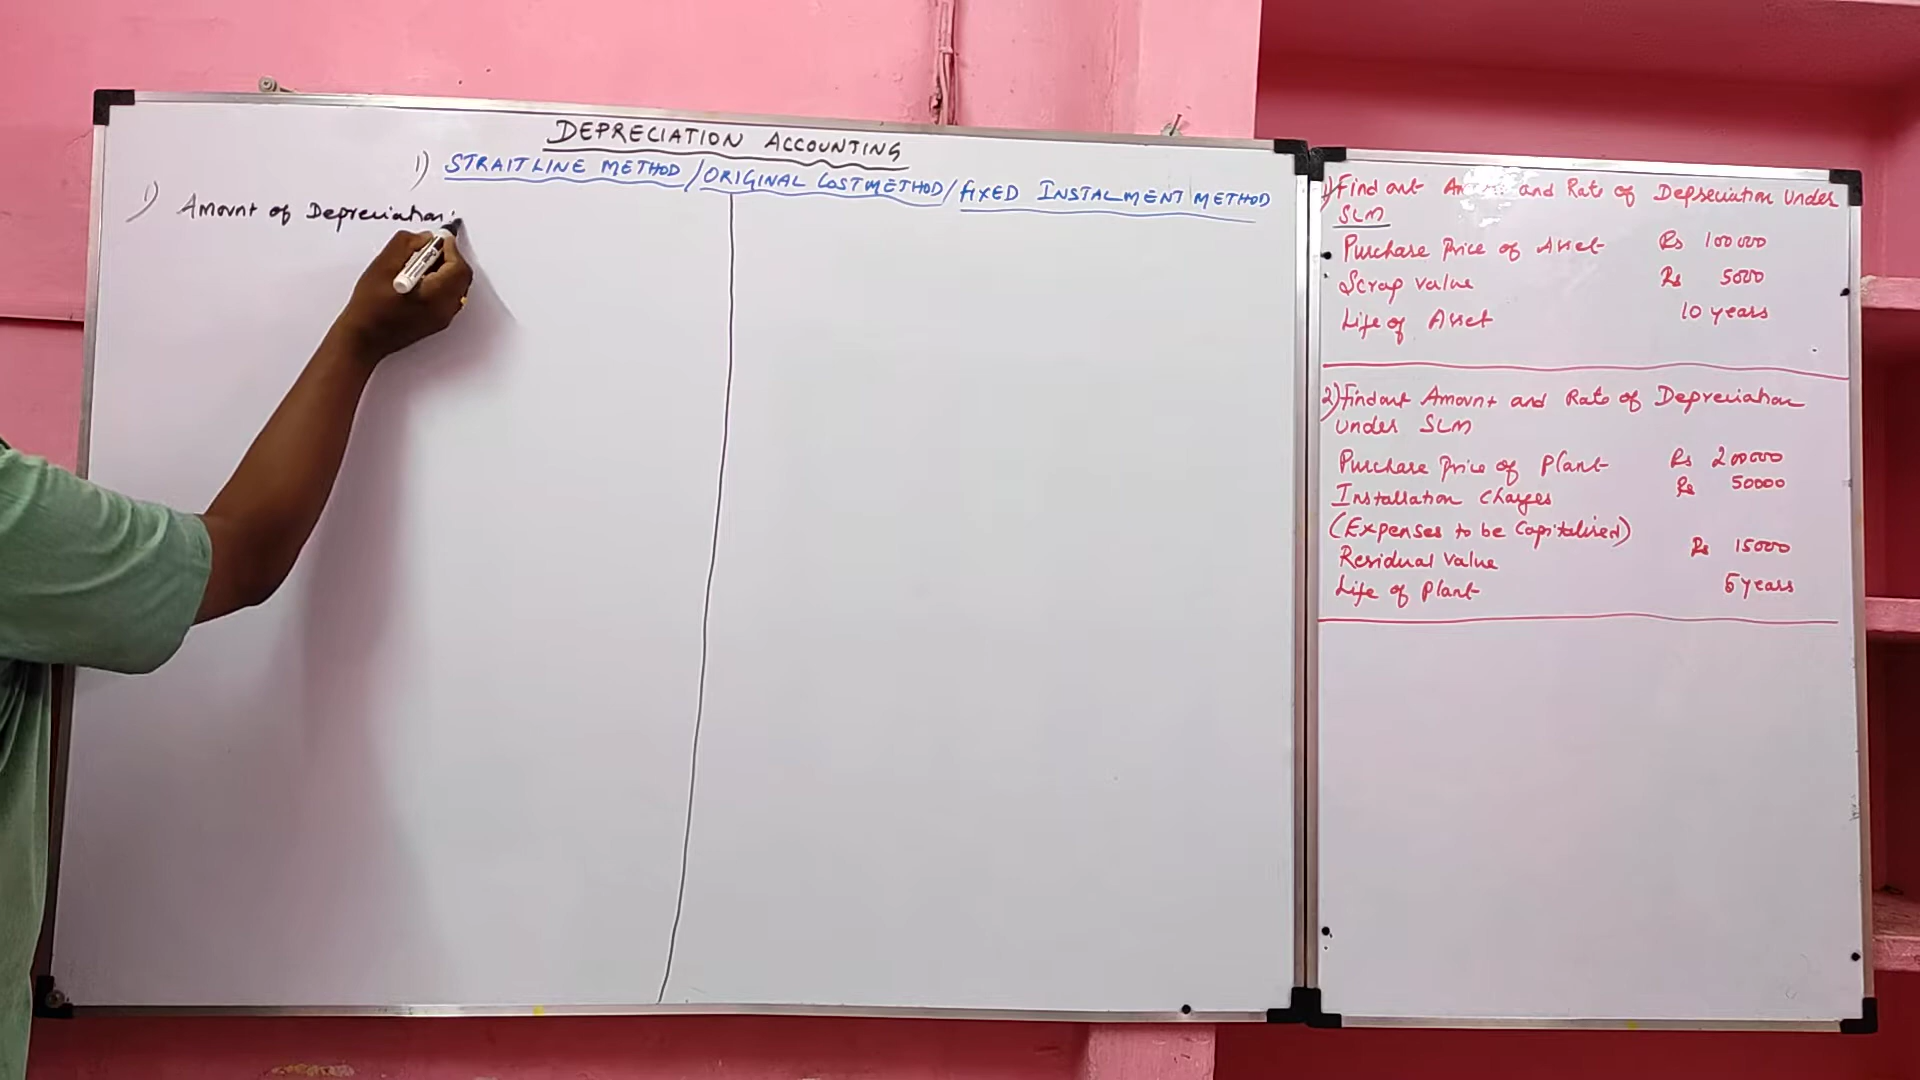 DEPRECIATION ACCOUNTING
1) STRAITLINE METHOD/ORIGINAL COSTMETHOD/FIXED INSTALMENT METHOD
1) Amount of Depreciation:
1) Find out and Rate of Depreciation Under
SLM
Purchase Price of Asset Rs 100000
Scrap value Rs 5000
Life of Asset 10 years
2) Find out Amount and Rate of Depreciation
Under SLM
Purchase Price of Plant Rs 200000
Installation Charges Rs 50000
(Expenses to be Capitalised)
Residual Value Rs 15000
Life of Plant 5 years